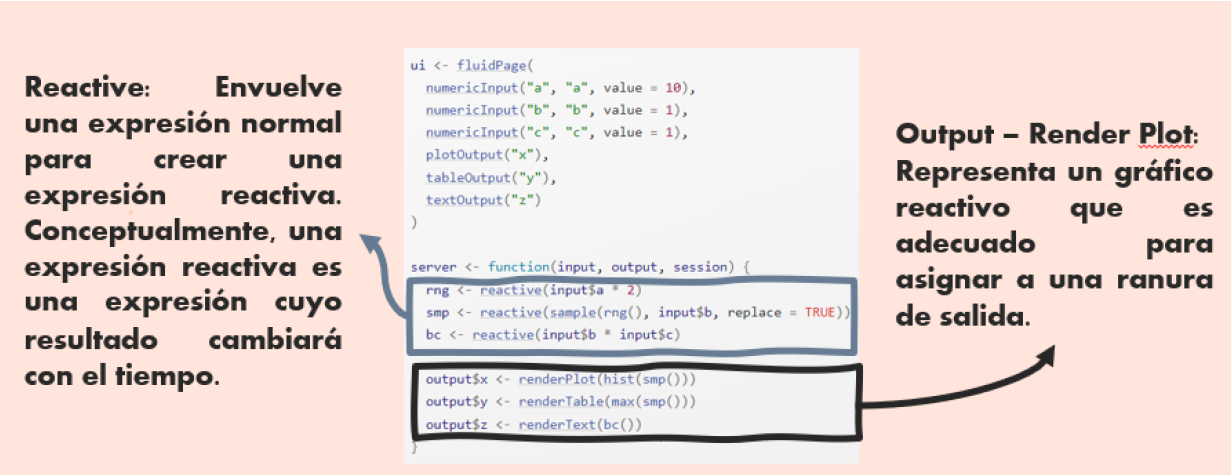 Reactive: Envuelve
una expresión normal
para crear una
expresión reactiva.
Conceptualmente, una
expresión reactiva es
una expresión cuyo
resultado cambiará
con el tiempo.
ui <- fluidPage(
  numericInput("a", "a", value = 10),
  numericInput("b", "b", value = 1),
  numericInput("c", "c", value = 1),
  plotOutput("x"),
  tableOutput("y"),
  textOutput("z")
)
server <- function(input, output, session) {
  rng <- reactive(input$a * 2)
  smp <- reactive(sample(rng(), input$b, replace = TRUE))
  bc <- reactive(input$b * input$c)
  output$x <- renderPlot(hist(smp()))
  output$y <- renderTable(max(smp()))
  output$z <- renderText(bc())
}
Output – Render Plot:
Representa un gráfico
reactivo que es
adecuado para
asignar a una ranura
de salida.